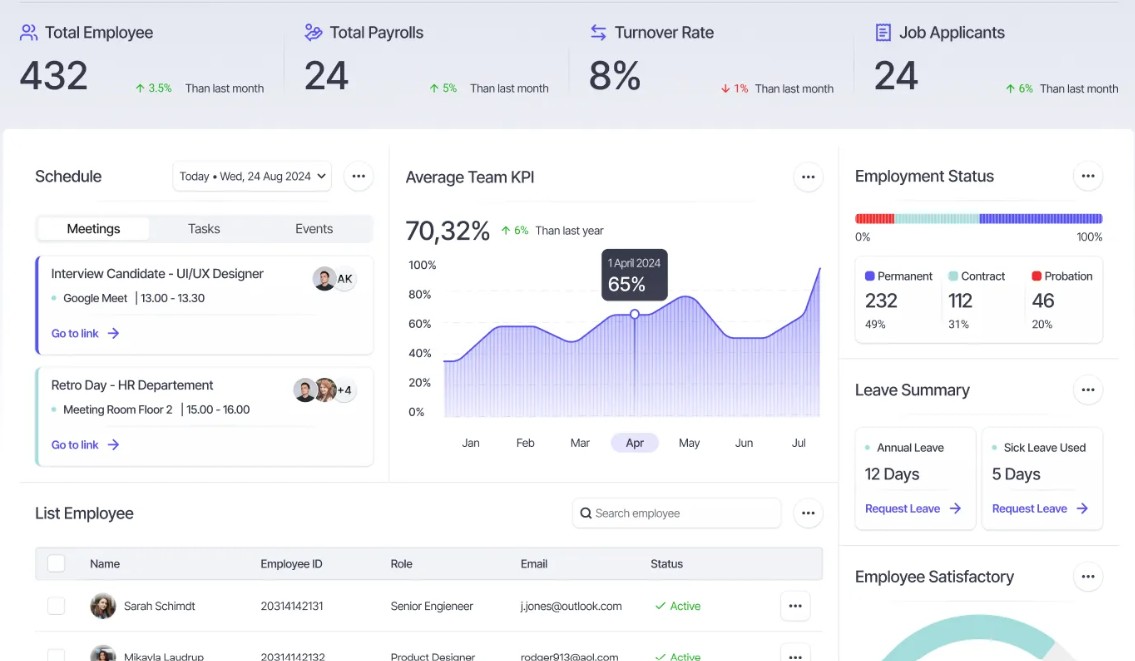 Total Employee
432
3.5% Than last month
Total Payrolls
24
5% Than last month
Turnover Rate
8%
1% Than last month
Job Applicants
24
6% Than last month
Schedule
Today • Wed, 24 Aug 2024
Meetings Tasks Events
Interview Candidate - UI/UX Designer
AK
Google Meet | 13.00 - 13.30
Go to link
Retro Day - HR Departement
+4
Meeting Room Floor 2 | 15.00 - 16.00
Go to link
Average Team KPI
70,32% 6% Than last year
1 April 2024
65%
100%
80%
60%
40%
20%
0%
Jan Feb Mar Apr May Jun Jul
Employment Status
0% 100%
Permanent Contract Probation
232 112 46
49% 31% 20%
Leave Summary
Annual Leave
12 Days
Request Leave
Sick Leave Used
5 Days
Request Leave
Employee Satisfactory
List Employee
Search employee
Name Employee ID Role Email Status
Sarah Schimdt 20314142131 Senior Engieneer j.jones@outlook.com Active
Mikayla Laudrup 20314142132 Product Designer rodger913@aol.com Active